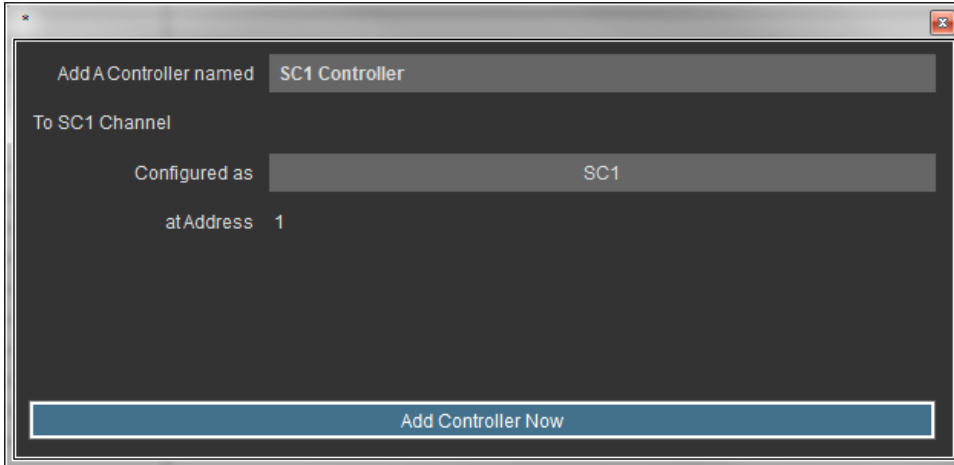 *
Add A Controller named SC1 Controller
To SC1 Channel
Configured as SC1
at Address 1
Add Controller Now